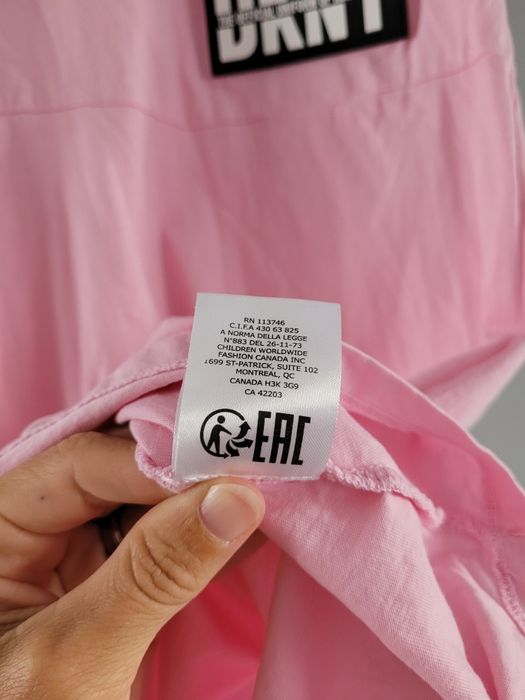 DKNY
RN 113746
C.I.F.A 430 63 825
A NORMA DELLA LEGGE
N°883 DEL 26-11-73
CHILDREN WORLDWIDE
FASHION CANADA INC
1699 ST-PATRICK, SUITE 102
MONTREAL, QC
CANADA H3K 3G9
CA 42203
EAC